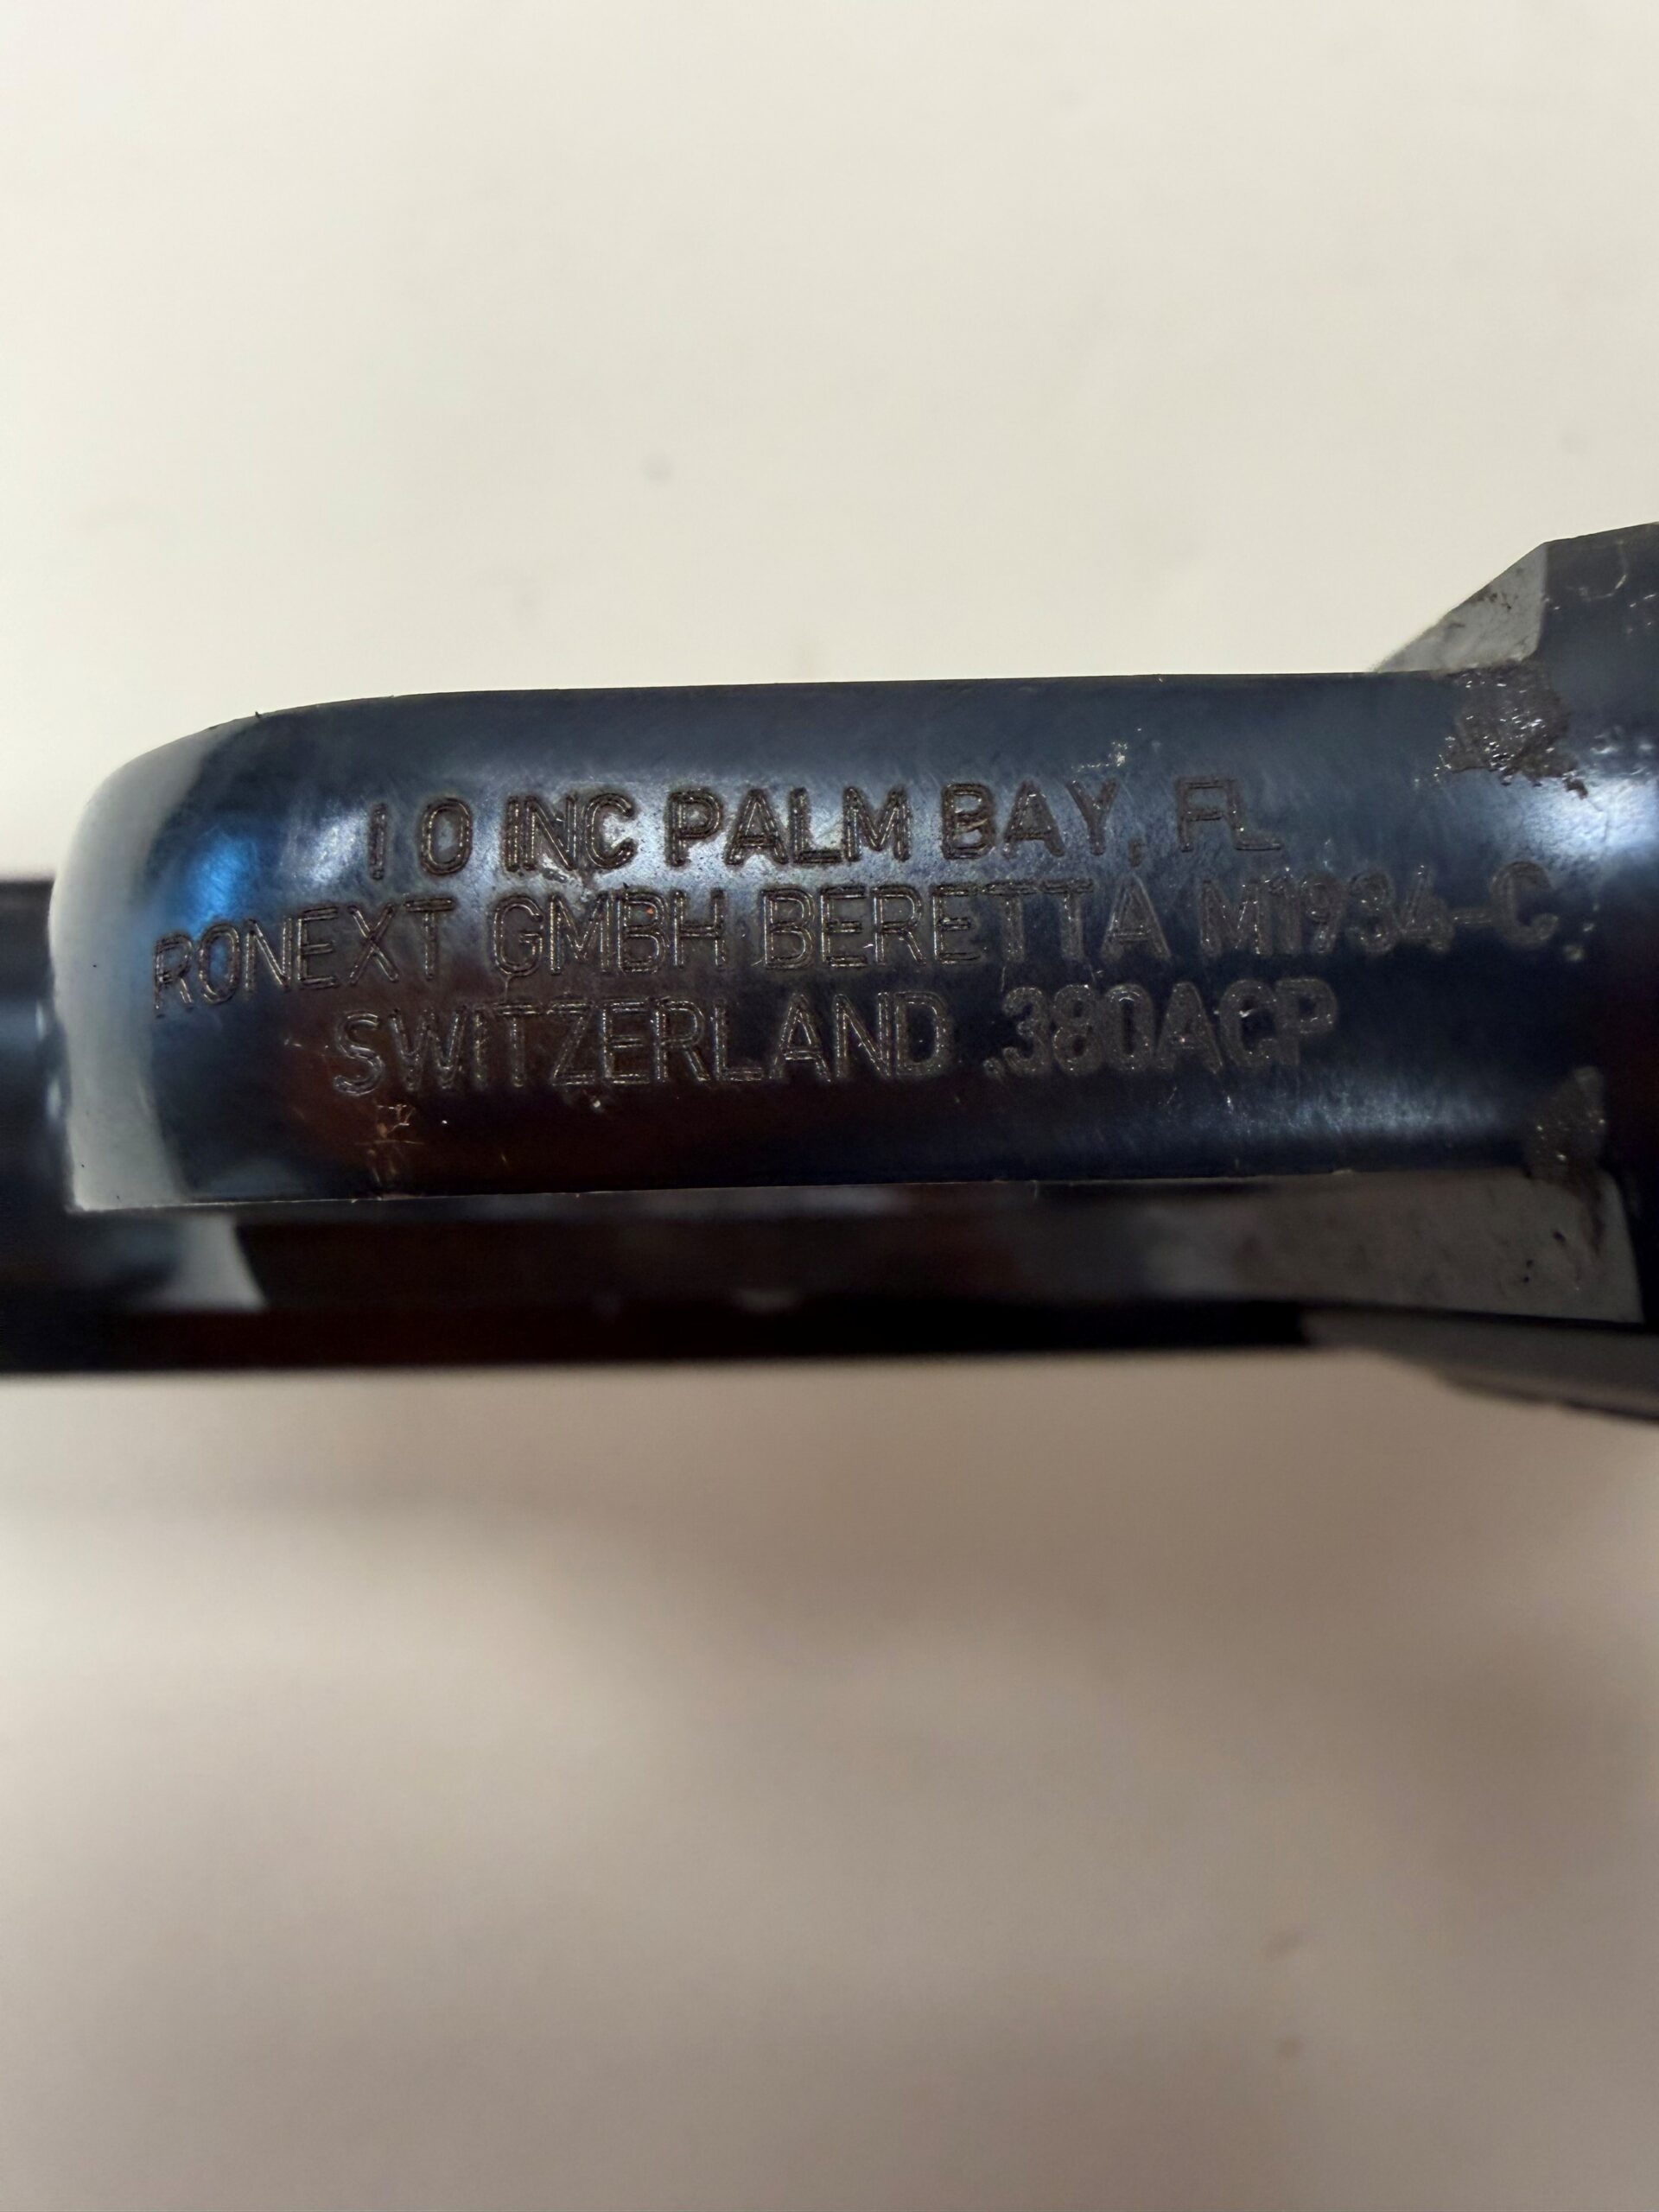 I O INC PALM BAY, FL
RONEXT GMBH BERETTA M1934-C
SWITZERLAND .380ACP